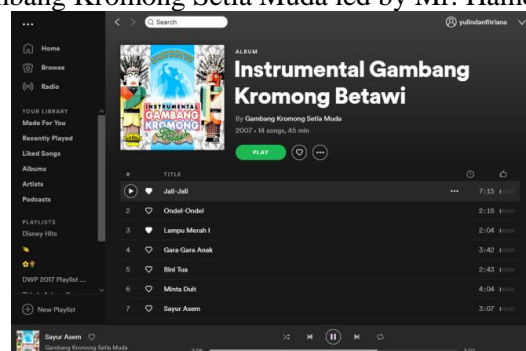 bang Kromong Setia Muda led by Mr. Ham
...
Search
yulindanfitriana
Home
Browse
Radio
YOUR LIBRARY
Made For You
Recently Played
Liked Songs
Albums
Artists
Podcasts
PLAYLISTS
Disney Hits
DWP 2017 Playlist ...
New Playlist
INSTRUMENTAL
GAMBANG
KROMONG
ALBUM
Instrumental Gambang
Kromong Betawi
By Gambang Kromong Setia Muda
2007 • 14 songs, 45 min
PLAY
# TITLE
Jali-Jali 7:15
2 Ondel-Ondel 2:18
3 Lampu Merah I 2:04
4 Gara Gara Anak 3:42
5 Bini Tua 2:43
6 Minta Duit 4:04
7 Sayur Asem 3:07
Sayur Asem
Gambang Kromong Setia Muda
3:07